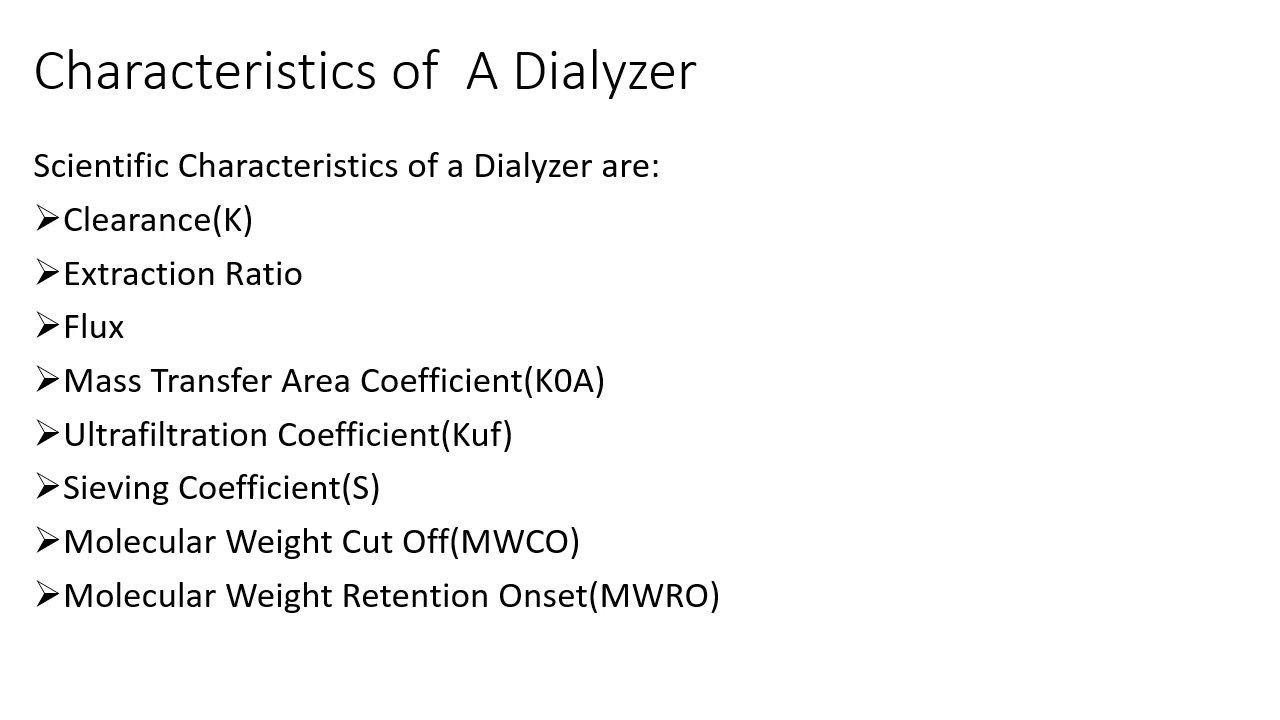 Characteristics of  A Dialyzer
Scientific Characteristics of a Dialyzer are:
➢Clearance(K)
➢Extraction Ratio
➢Flux
➢Mass Transfer Area Coefficient(K0A)
➢Ultrafiltration Coefficient(Kuf)
➢Sieving Coefficient(S)
➢Molecular Weight Cut Off(MWCO)
➢Molecular Weight Retention Onset(MWRO)